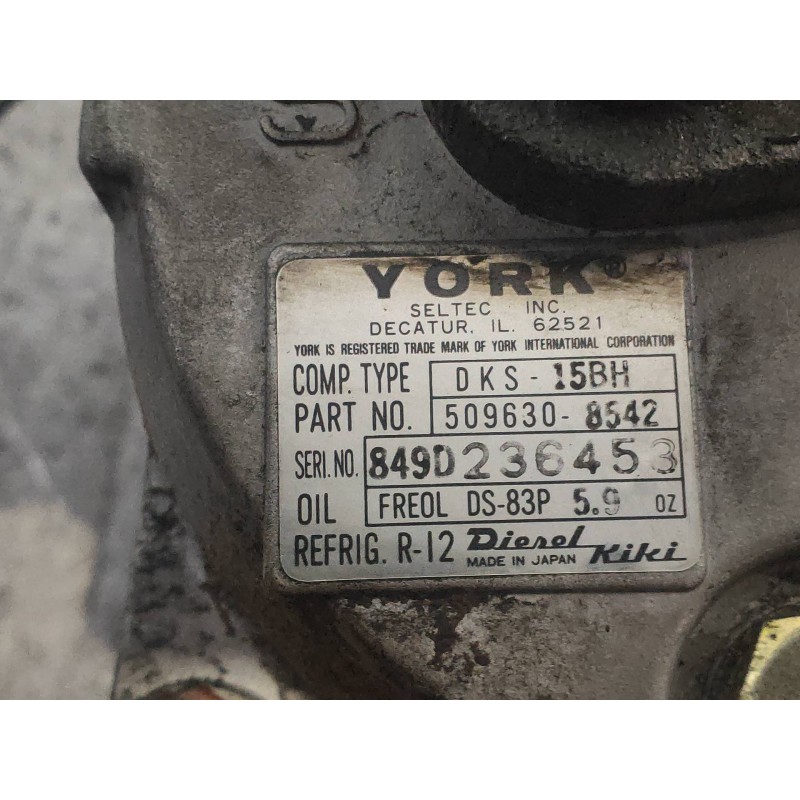 YORK®
SELTEC INC.
DECATUR, IL. 62521
YORK IS REGISTERED TRADE MARK OF YORK INTERNATIONAL CORPORATION
COMP. TYPE DKS-15BH
PART NO. 509630-8542
SERI. NO. 849D236453
OIL FREOL DS-83P 5.9 OZ
REFRIG. R-12 Diesel Kiki
MADE IN JAPAN